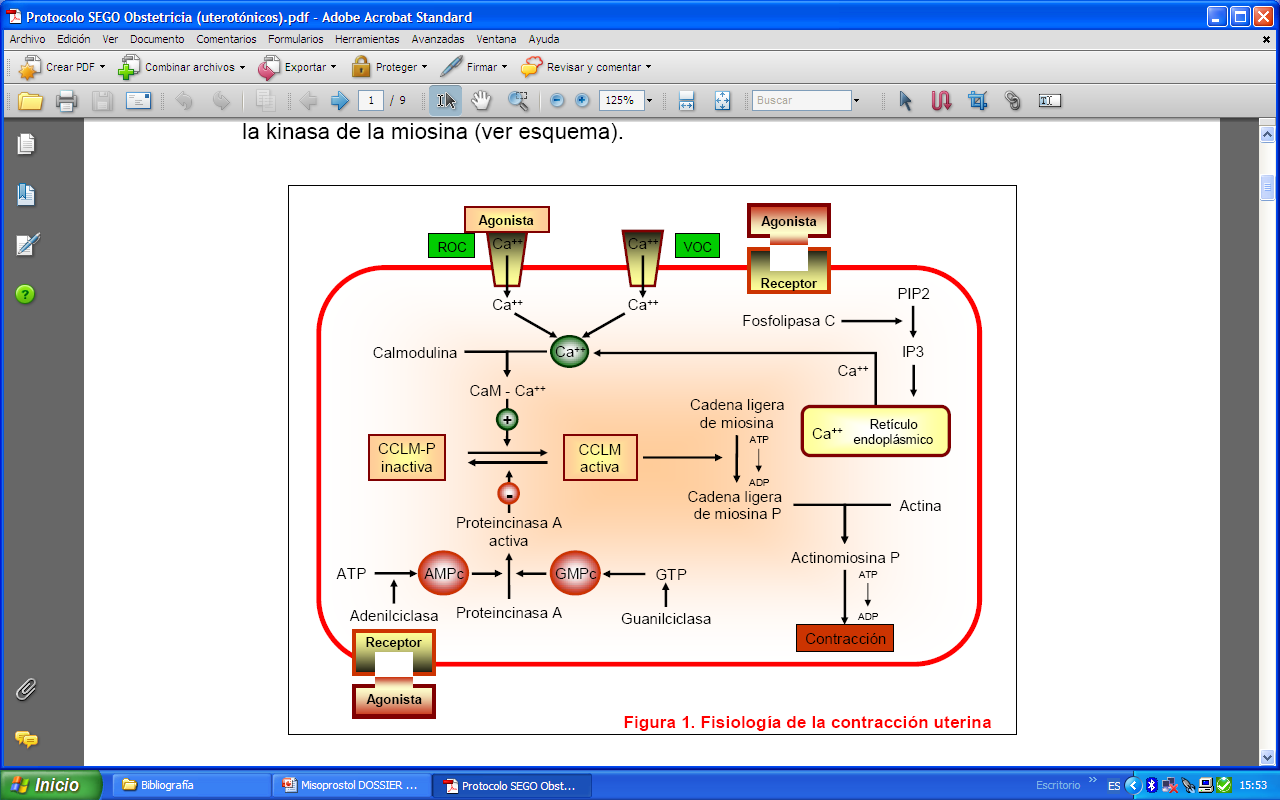 Protocolo SEGO Obstetricia (uterotónicos).pdf - Adobe Acrobat Standard
Archivo Edición Ver Documento Comentarios Formularios Herramientas Avanzadas Ventana Ayuda
Crear PDF Combinar archivos Exportar Proteger Firmar Revisar y comentar
1 / 9 125% Buscar
la kinasa de la miosina (ver esquema).
Agonista
Agonista
ROC
Ca++
Ca++
VOC
Receptor
Ca++
Ca++
PIP2
Fosfolipasa C
Calmodulina
Ca++
IP3
Ca++
CaM - Ca++
+
Cadena ligera
de miosina
Ca++
Retículo
endoplásmico
CCLM-P
inactiva
CCLM
activa
ATP
ADP
-
Cadena ligera
de miosina P
Actina
Proteincinasa A
activa
Actinomiosina P
ATP
AMPc
GMPc
GTP
ATP
ADP
Adenilciclasa
Proteincinasa A
Guanilciclasa
Contracción
Receptor
Agonista
Figura 1. Fisiología de la contracción uterina
Inicio Bibliografía Misoprostol DOSSIER ... Protocolo SEGO Obst... Escritorio » ES 15:53